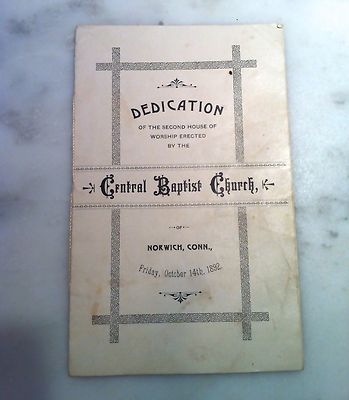 DEDICATION
OF THE SECOND HOUSE OF
WORSHIP ERECTED
BY THE
Central Baptist Church,
OF
NORWICH, CONN.,
Friday, October 14th, 1892.